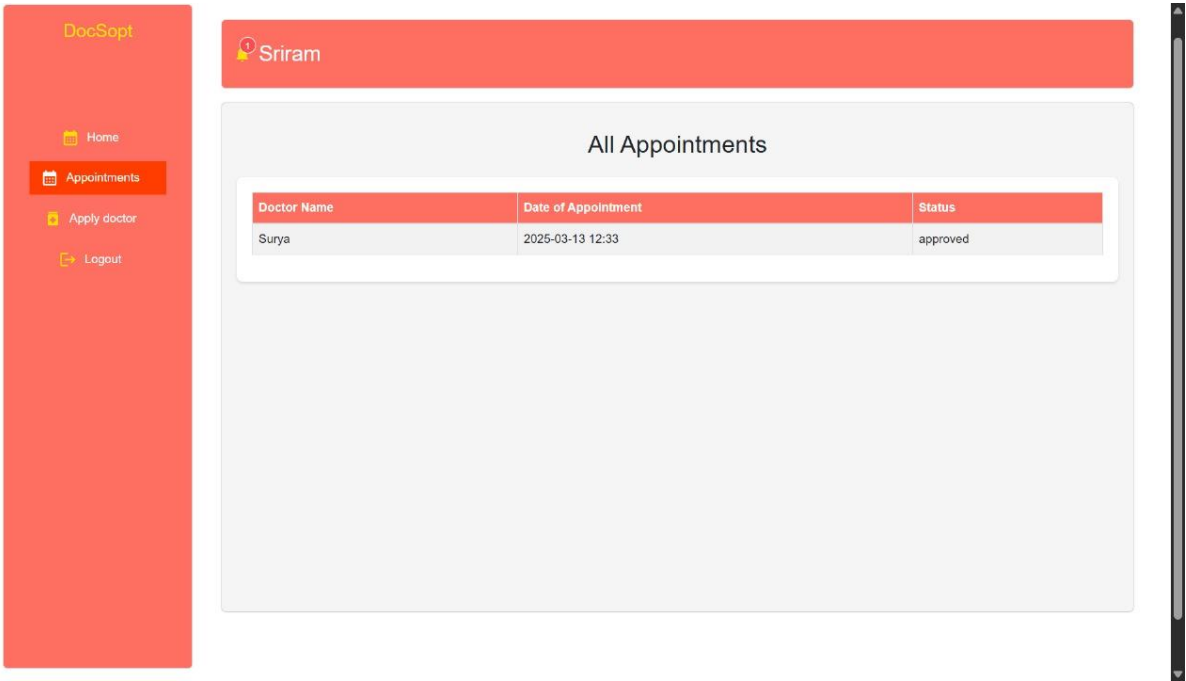 DocSopt
Home
Appointments
Apply doctor
Logout
1
Sriram
All Appointments
Doctor Name Date of Appointment Status
Surya 2025-03-13 12:33 approved